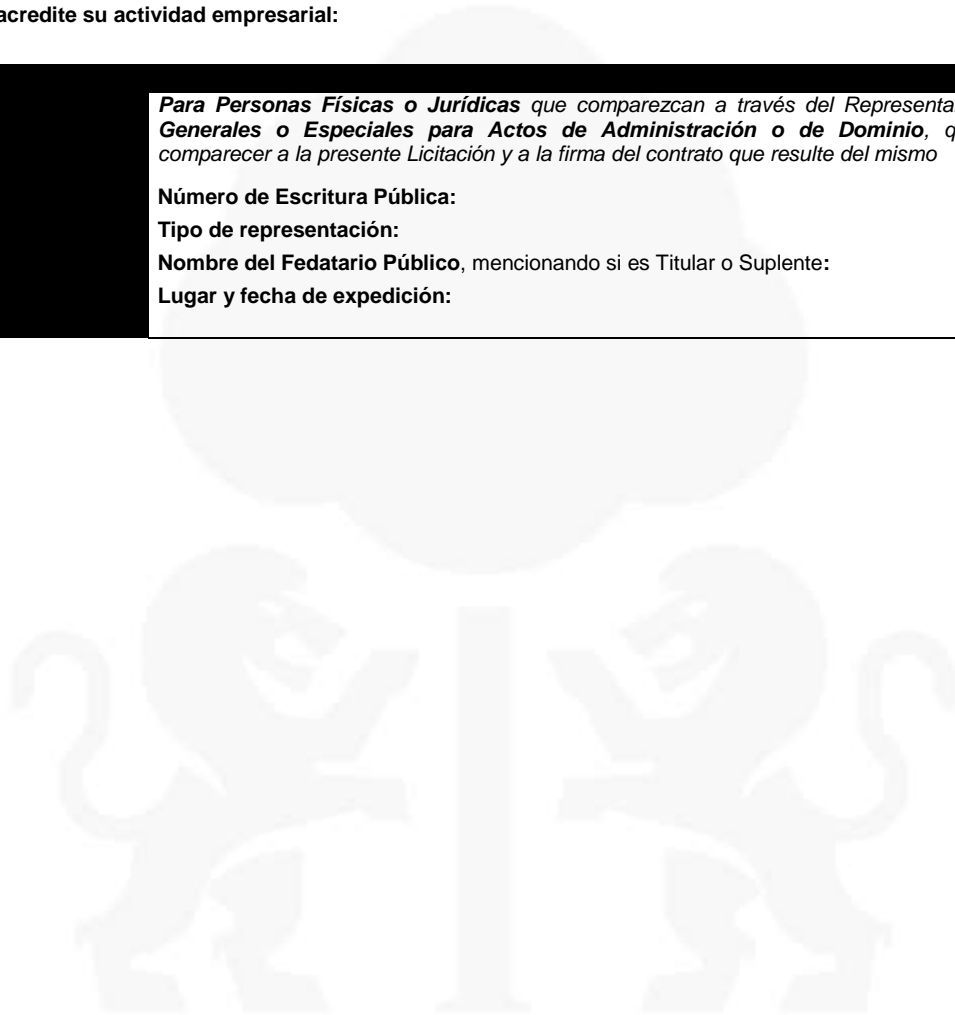 acredite su actividad empresarial:
Para Personas Físicas o Jurídicas que comparezcan a través del
Generales o Especiales para Actos de Administración o de Dominio,
comparecer a la presente Licitación y a la firma del contrato que resulte del mismo
Número de Escritura Pública:
Tipo de representación:
Nombre del Fedatario Público, mencionando si es Titular o Suplente:
Lugar y fecha de expedición: